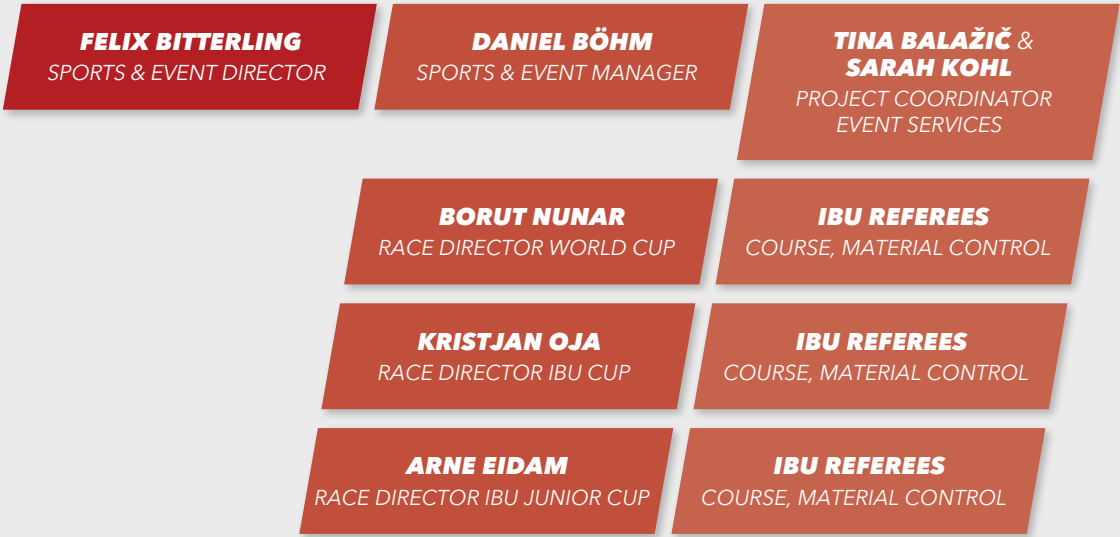 FELIX BITTERLING
SPORTS & EVENT DIRECTOR
DANIEL BÖHM
SPORTS & EVENT MANAGER
TINA BALAŽIČ &
SARAH KOHL
PROJECT COORDINATOR
EVENT SERVICES
BORUT NUNAR
RACE DIRECTOR WORLD CUP
IBU REFEREES
COURSE, MATERIAL CONTROL
KRISTJAN OJA
RACE DIRECTOR IBU CUP
IBU REFEREES
COURSE, MATERIAL CONTROL
ARNE EIDAM
RACE DIRECTOR IBU JUNIOR CUP
IBU REFEREES
COURSE, MATERIAL CONTROL